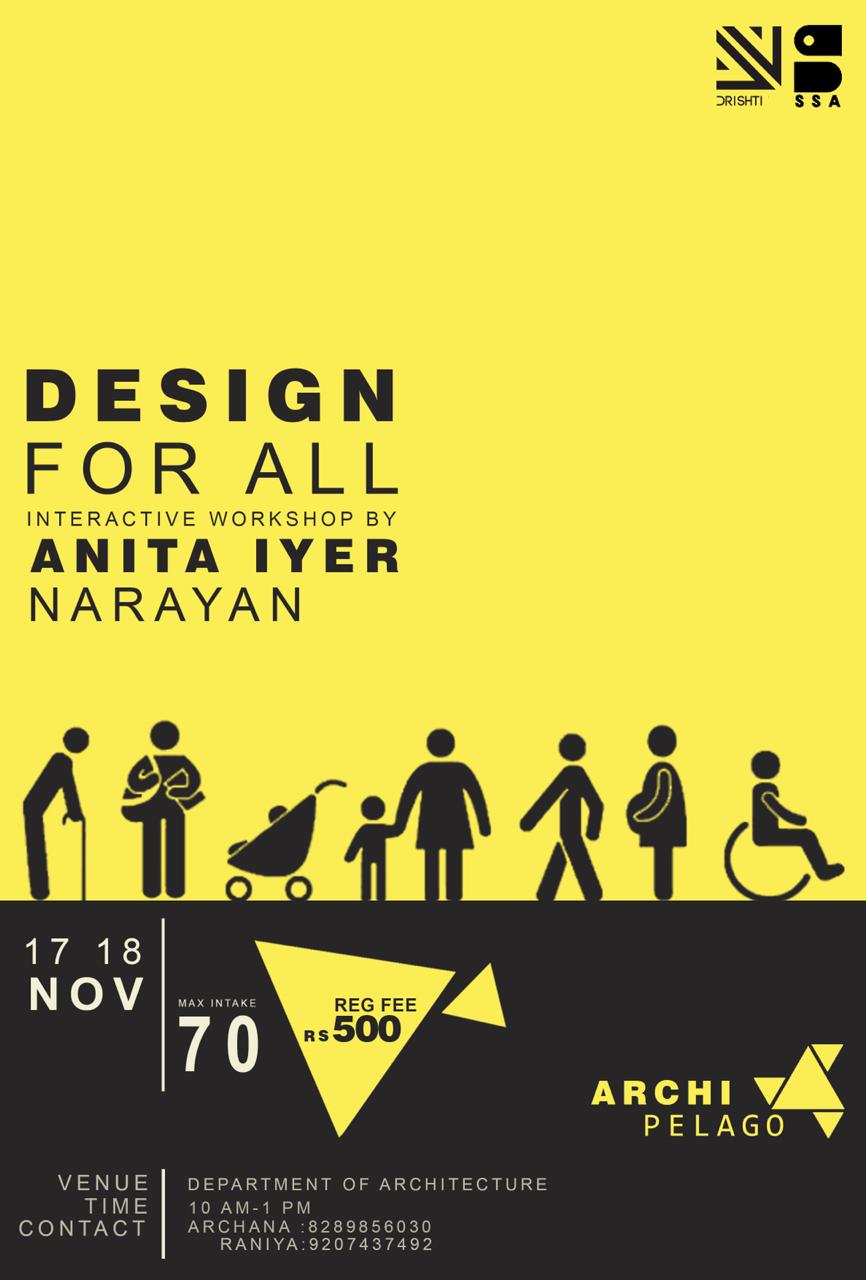 DRISHTI
SSA
DESIGN
FOR ALL
INTERACTIVE WORKSHOP BY
ANITA IYER
NARAYAN
17 18
NOV
MAX INTAKE
70
REG FEE
RS 500
ARCHI
PELAGO
VENUE
DEPARTMENT OF ARCHITECTURE
TIME
10 AM-1 PM
CONTACT
ARCHANA :8289856030
RANIYA:9207437492